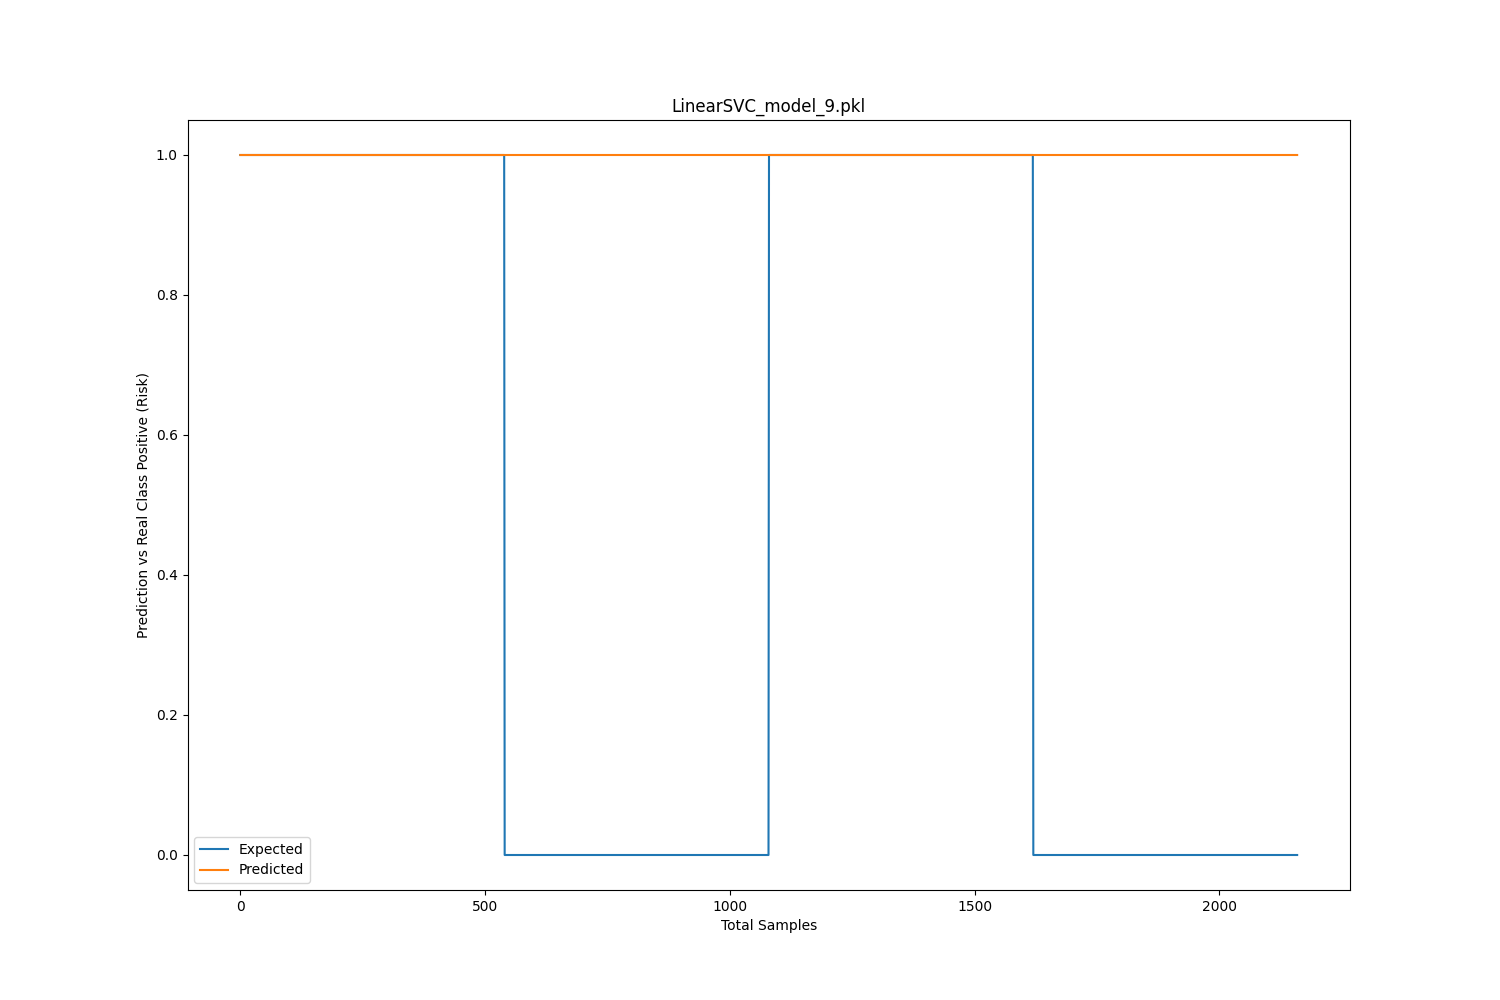 LinearSVC_model_9.pkl
1.0
0.8
0.6
0.4
0.2
0.0
Prediction vs Real Class Positive (Risk)
Expected
Predicted
0 500 1000 1500 2000
Total Samples